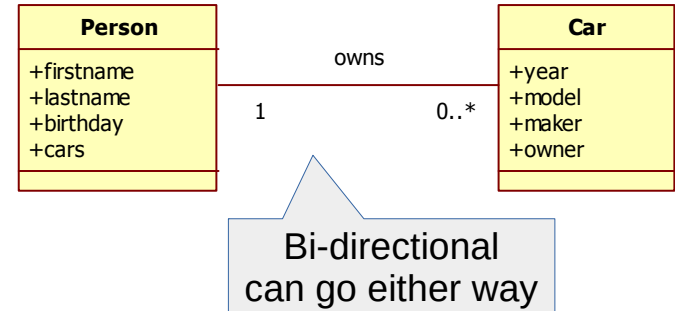 Person
+firstname
+lastname
+birthday
+cars
owns
1
0..*
Car
+year
+model
+maker
+owner
Bi-directional
can go either way